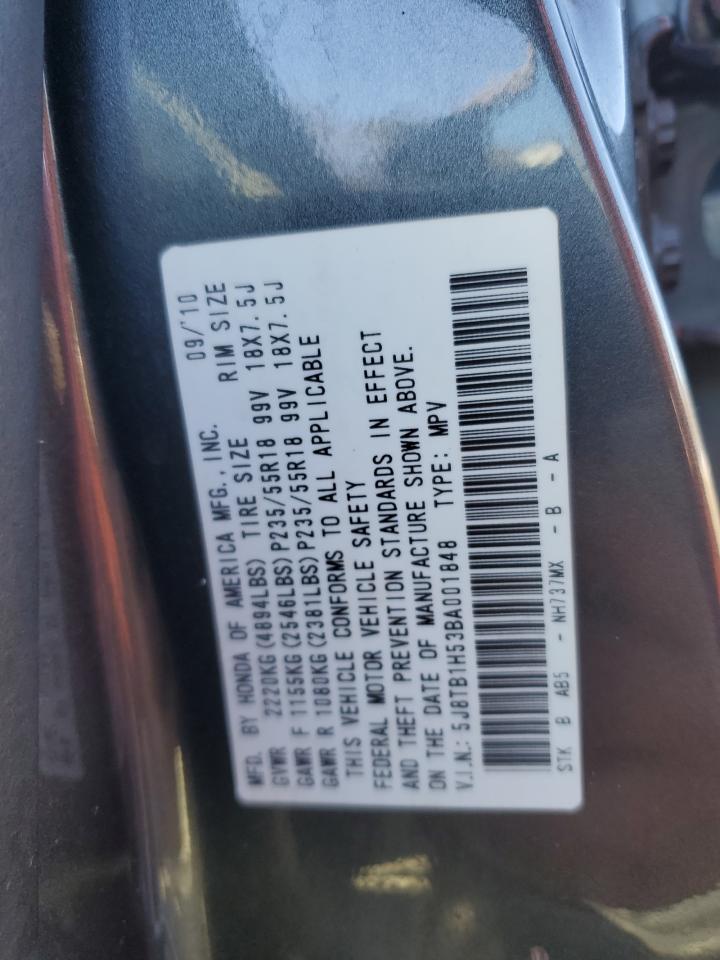 MFD. BY HONDA OF AMERICA MFG., INC. 09/'10
GVWR 2220KG(4894LBS) TIRE SIZE RIM SIZE
GAWR F 1155KG(2546LBS)P235/55R18 99V 18X7.5J
GAWR R 1080KG(2381LBS)P235/55R18 99V 18X7.5J
THIS VEHICLE CONFORMS TO ALL APPLICABLE
FEDERAL MOTOR VEHICLE SAFETY
AND THEFT PREVENTION STANDARDS IN EFFECT
ON THE DATE OF MANUFACTURE SHOWN ABOVE.
V.I.N.: 5J8TB1H53BA001848 TYPE: MPV
STK B AB5 - NH737MX - B - A